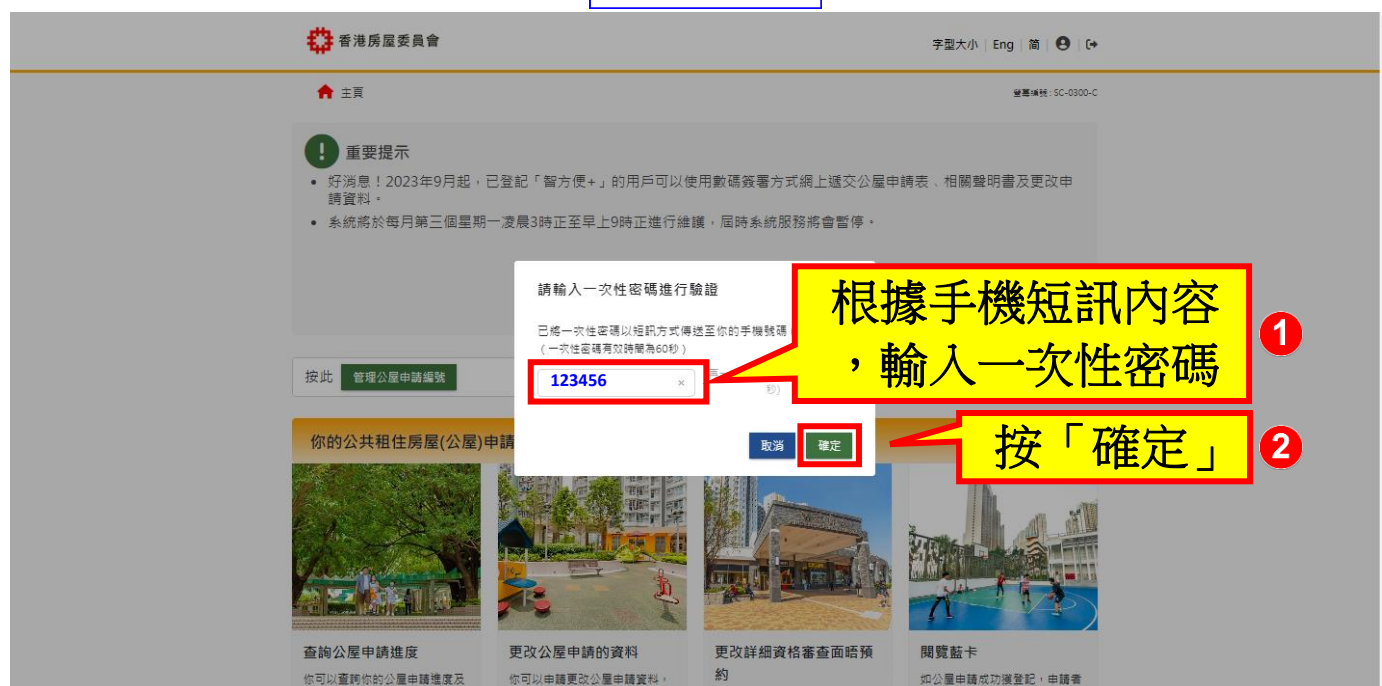 香港房屋委員會
字型大小 | Eng | 简
主頁
螢幕編號: SC-0300-C
重要提示
• 好消息！2023年9月起，已登記「智方便+」的用戶可以使用數碼簽署方式網上遞交公屋申請表﹑相關聲明書及更改申
請資料。
• 系統將於每月第三個星期一凌晨3時正至早上9時正進行維護，屆時系統服務將會暫停。
請輸入一次性密碼進行驗證
已將一次性密碼以短訊方式傳送至你的手機號碼
(一次性密碼有效時間為60秒)
123456 ×
秒)
取消
確定
根據手機短訊內容
，輸入一次性密碼
1
按「確定」
2
按此 管理公屋申請編號
你的公共租住房屋(公屋)申請
查詢公屋申請進度
你可以查詢你的公屋申請進度及
更改公屋申請的資料
你可以申請更改公屋申請資料，
更改詳細資格審查面晤預
約
閱覽藍卡
如公屋申請成功獲登記，申請者